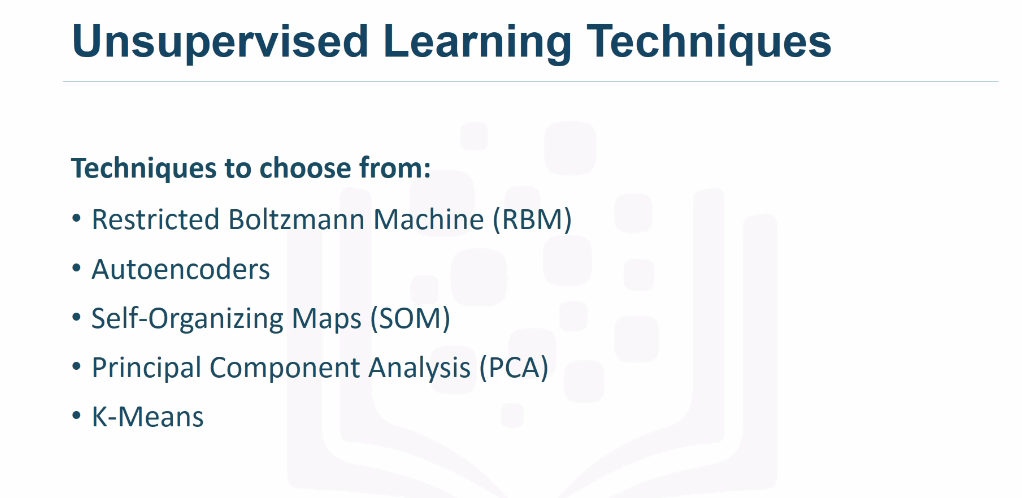 Unsupervised Learning Techniques
Techniques to choose from:
• Restricted Boltzmann Machine (RBM)
• Autoencoders
• Self-Organizing Maps (SOM)
• Principal Component Analysis (PCA)
• K-Means